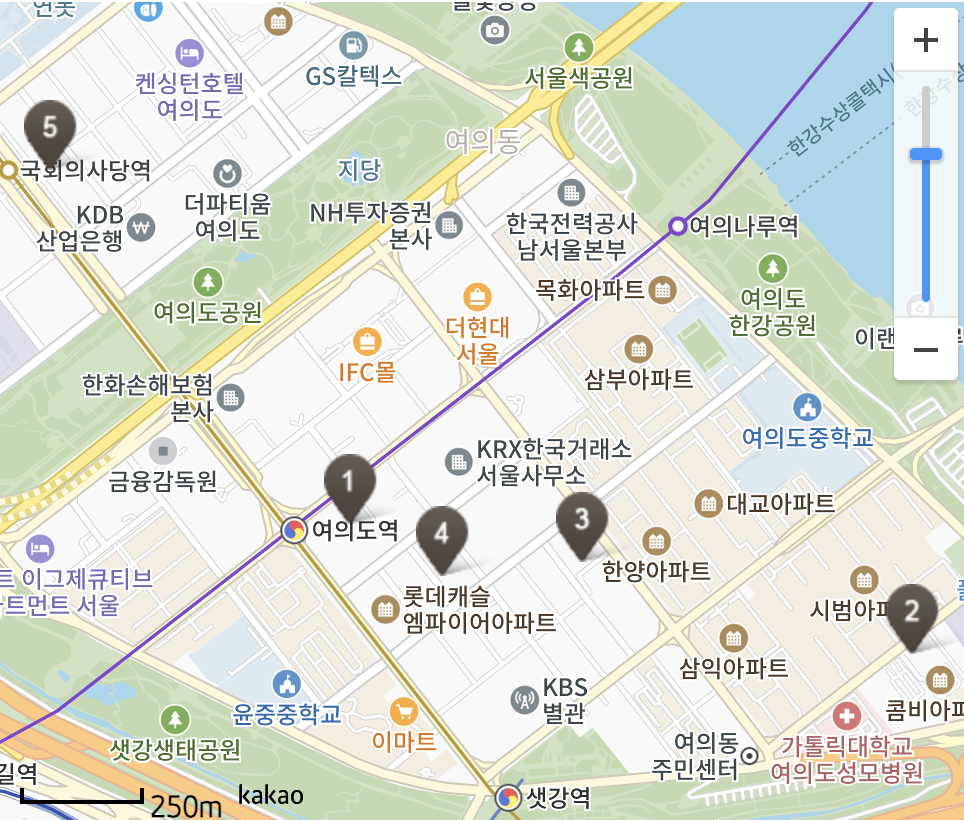 연못
켄싱턴호텔
여의도
GS칼텍스
서울색공원
5
국회의사당역
여의동
지당
한강수상콜택시(
한강수상
KDB
산업은행
더파티움
여의도
NH투자증권
본사
한국전력공사
남서울본부
여의나루역
여의도공원
목화아파트
여의도
한강공원
더현대
서울
IFC몰
삼부아파트
이랜
한화손해보험
본사
여의도중학교
금융감독원
KRX한국거래소
서울사무소
1
여의도역
4
3
대교아파트
한양아파트
트 이그제큐티브
아트먼트 서울
롯데캐슬
엠파이어아파트
시범아파
2
삼익아파트
윤중중학교
KBS
별관
콤비아파
이마트
샛강생태공원
여의동
주민센터
가톨릭대학교
여의도성모병원
길역
샛강역
250m
kakao